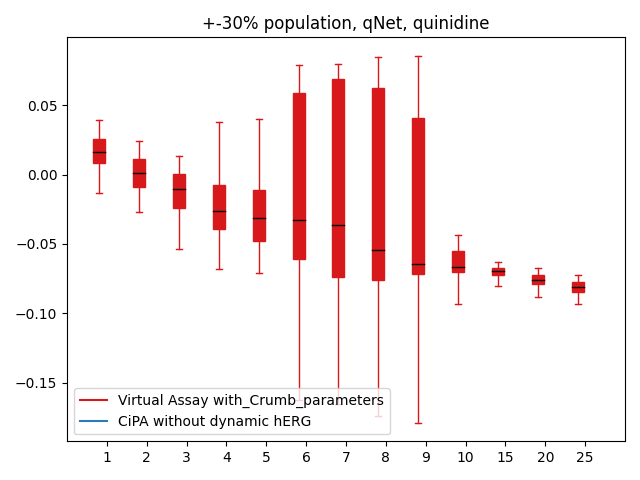 +-30% population, qNet, quinidine
0.05
0.00
−0.05
−0.10
−0.15
Virtual Assay with_Crumb_parameters
CiPA without dynamic hERG
1 2 3 4 5 6 7 8 9 10 15 20 25